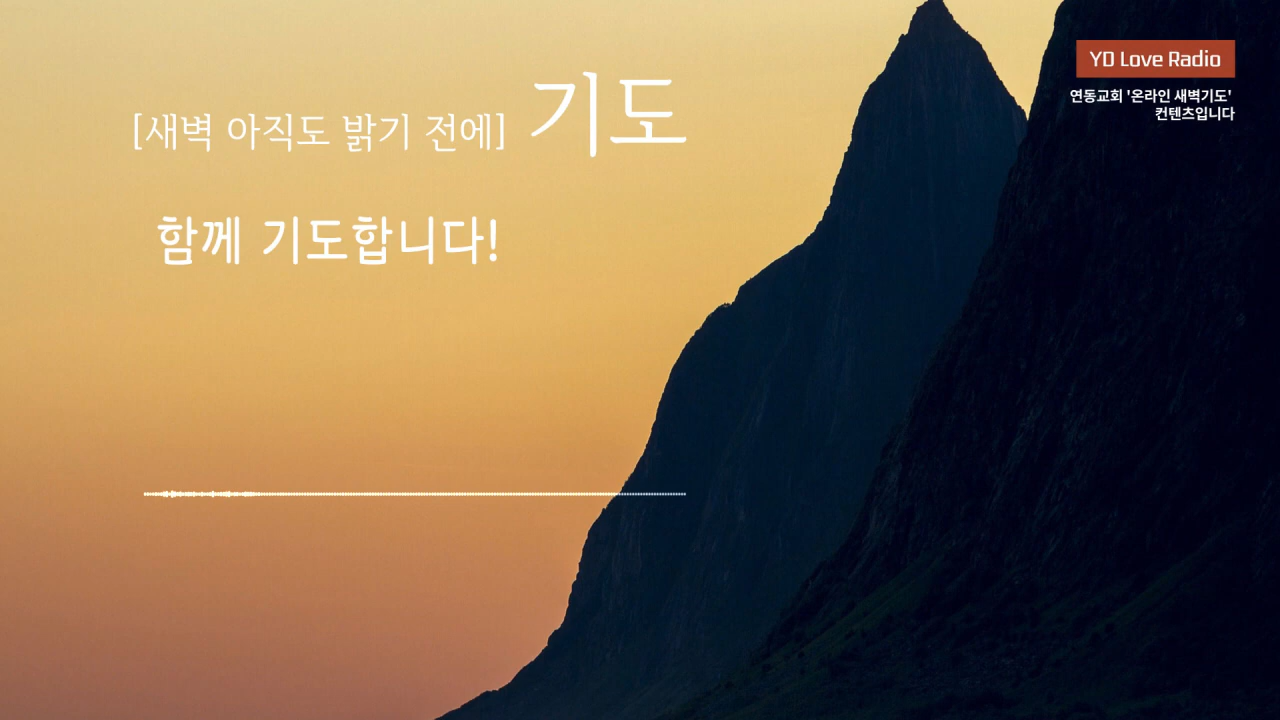 [새벽 아직도 밝기 전에] 기도
함께 기도합니다!
YD Love Radio
연동교회 '온라인 새벽기도'
컨텐츠입니다